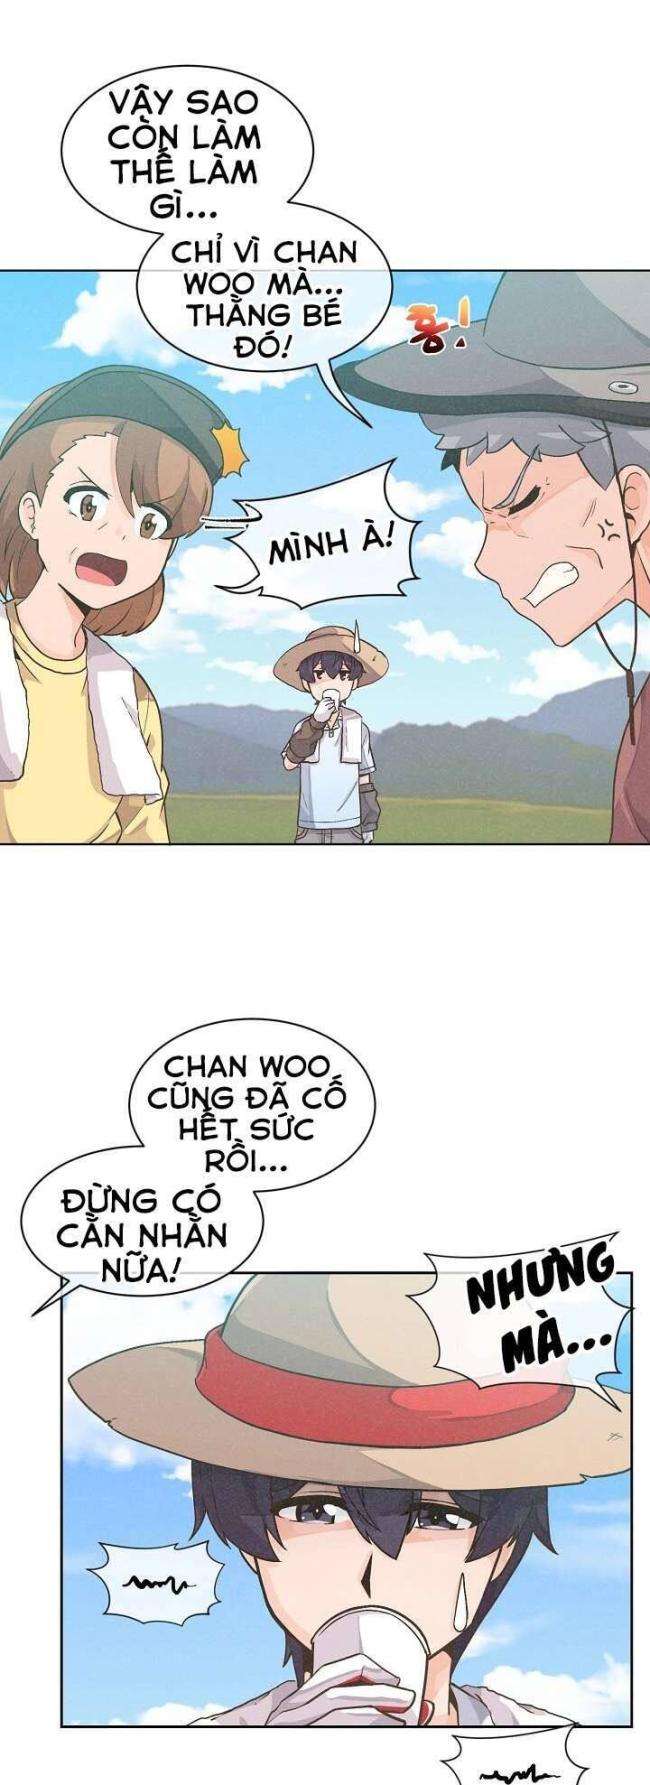 VẬY SAO
CÒN LÀM
THẾ LÀM
GÌ...
CHỈ VÌ CHAN
WOO MÀ...
THẰNG BÉ
ĐÓ!
흥!
MÌNH À!
CHAN WOO
CŨNG ĐÃ CỐ
HẾT SỨC
RỒI...
ĐỪNG CÓ
CẰN NHẰN
NỮA!
NHƯNG
MÀ...